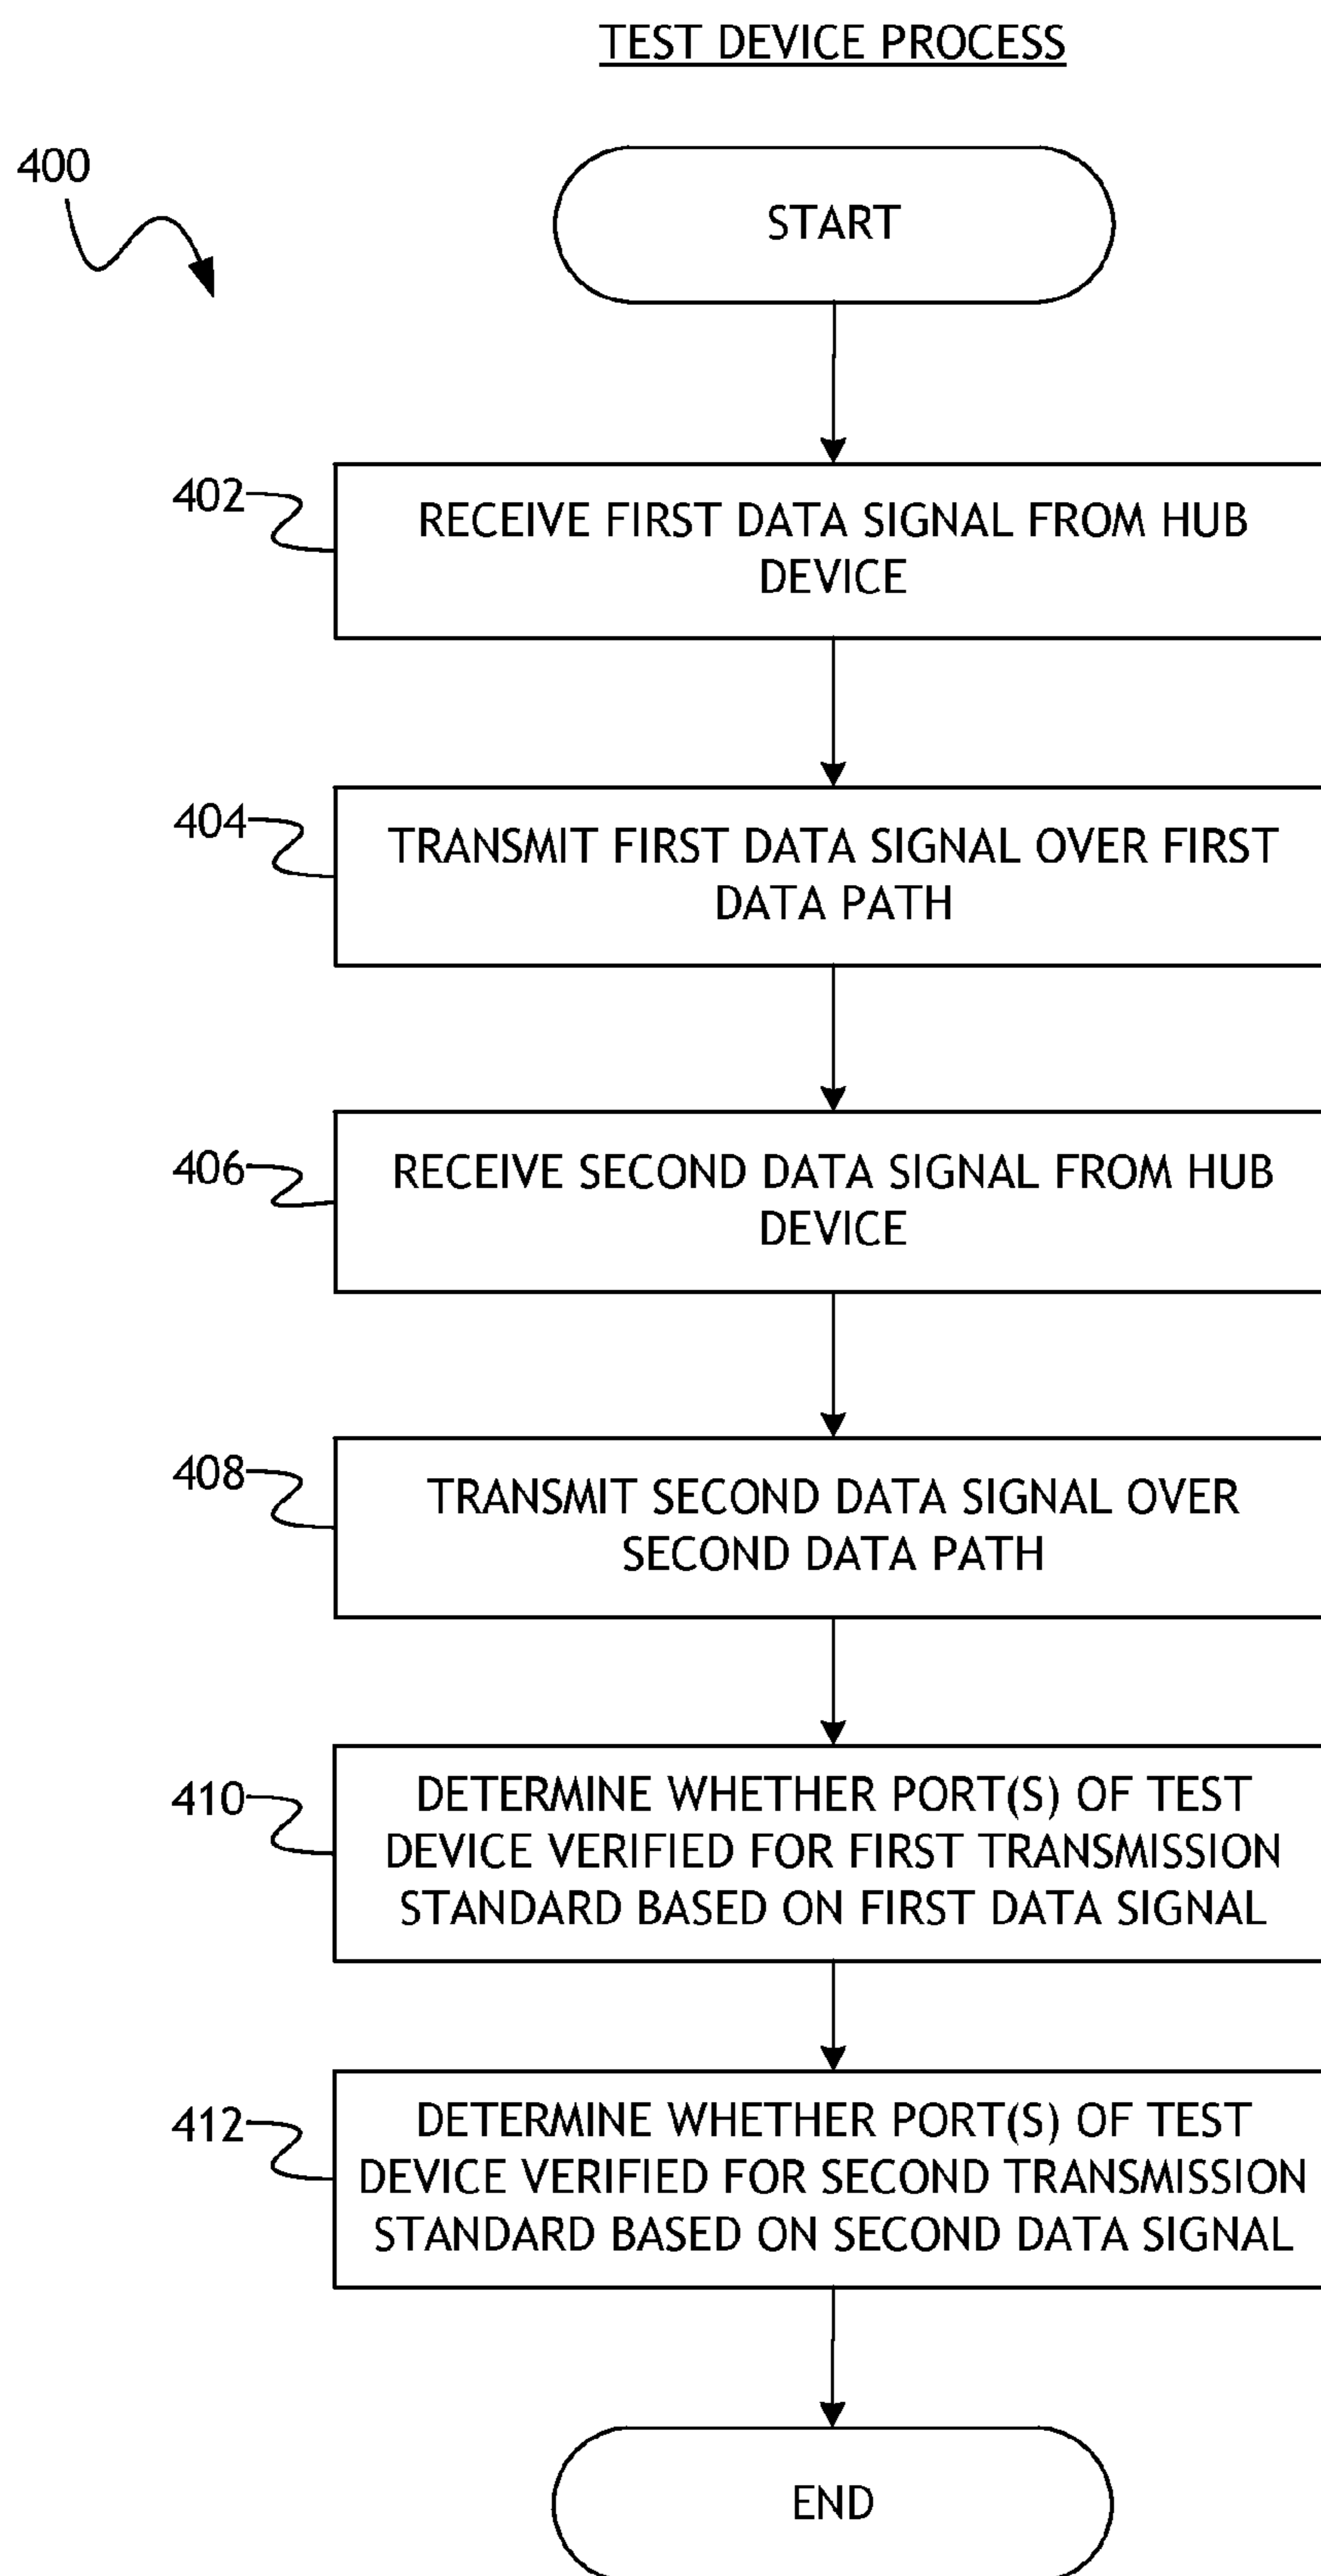 TEST DEVICE PROCESS
400
START
402
RECEIVE FIRST DATA SIGNAL FROM HUB
DEVICE
404
TRANSMIT FIRST DATA SIGNAL OVER FIRST
DATA PATH
406
RECEIVE SECOND DATA SIGNAL FROM HUB
DEVICE
408
TRANSMIT SECOND DATA SIGNAL OVER
SECOND DATA PATH
410
DETERMINE WHETHER PORT(S) OF TEST
DEVICE VERIFIED FOR FIRST TRANSMISSION
STANDARD BASED ON FIRST DATA SIGNAL
412
DETERMINE WHETHER PORT(S) OF TEST
DEVICE VERIFIED FOR SECOND TRANSMISSION
STANDARD BASED ON SECOND DATA SIGNAL
END